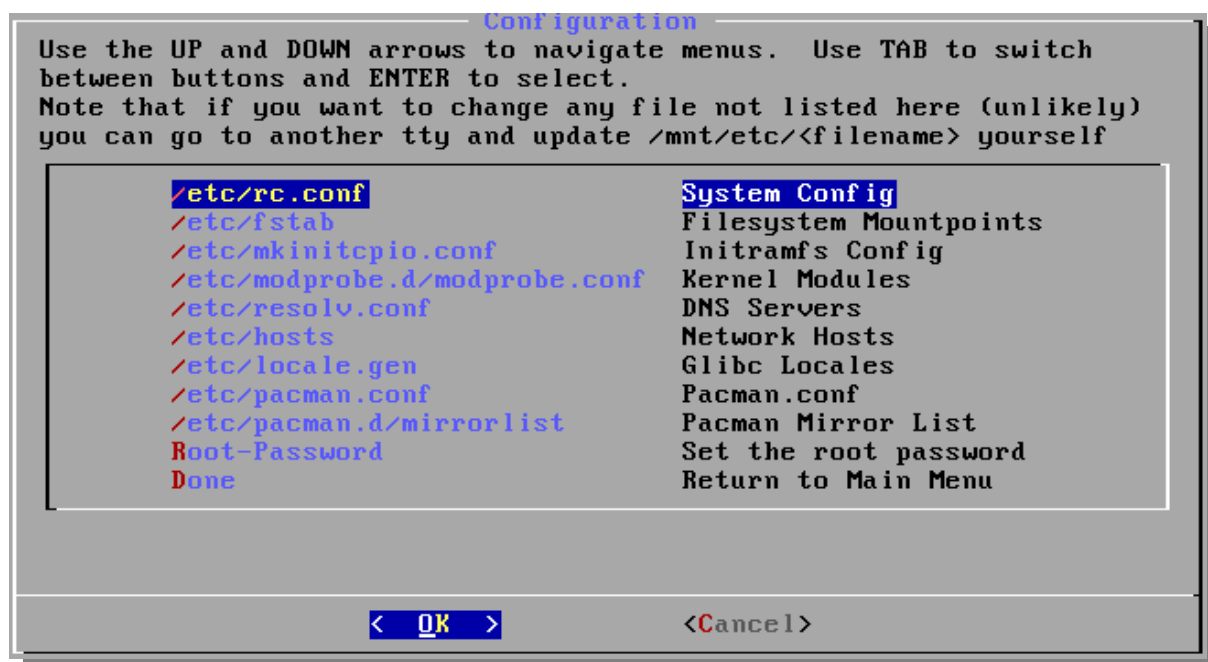 Configuration
Use the UP and DOWN arrows to navigate menus.  Use TAB to switch
between buttons and ENTER to select.
Note that if you want to change any file not listed here (unlikely)
you can go to another tty and update /mnt/etc/<filename> yourself
/etc/rc.conf System Config
/etc/fstab Filesystem Mountpoints
/etc/mkinitcpio.conf Initramfs Config
/etc/modprobe.d/modprobe.conf Kernel Modules
/etc/resolv.conf DNS Servers
/etc/hosts Network Hosts
/etc/locale.gen Glibc Locales
/etc/pacman.conf Pacman.conf
/etc/pacman.d/mirrorlist Pacman Mirror List
Root-Password Set the root password
Done Return to Main Menu
<  OK  > <Cancel>